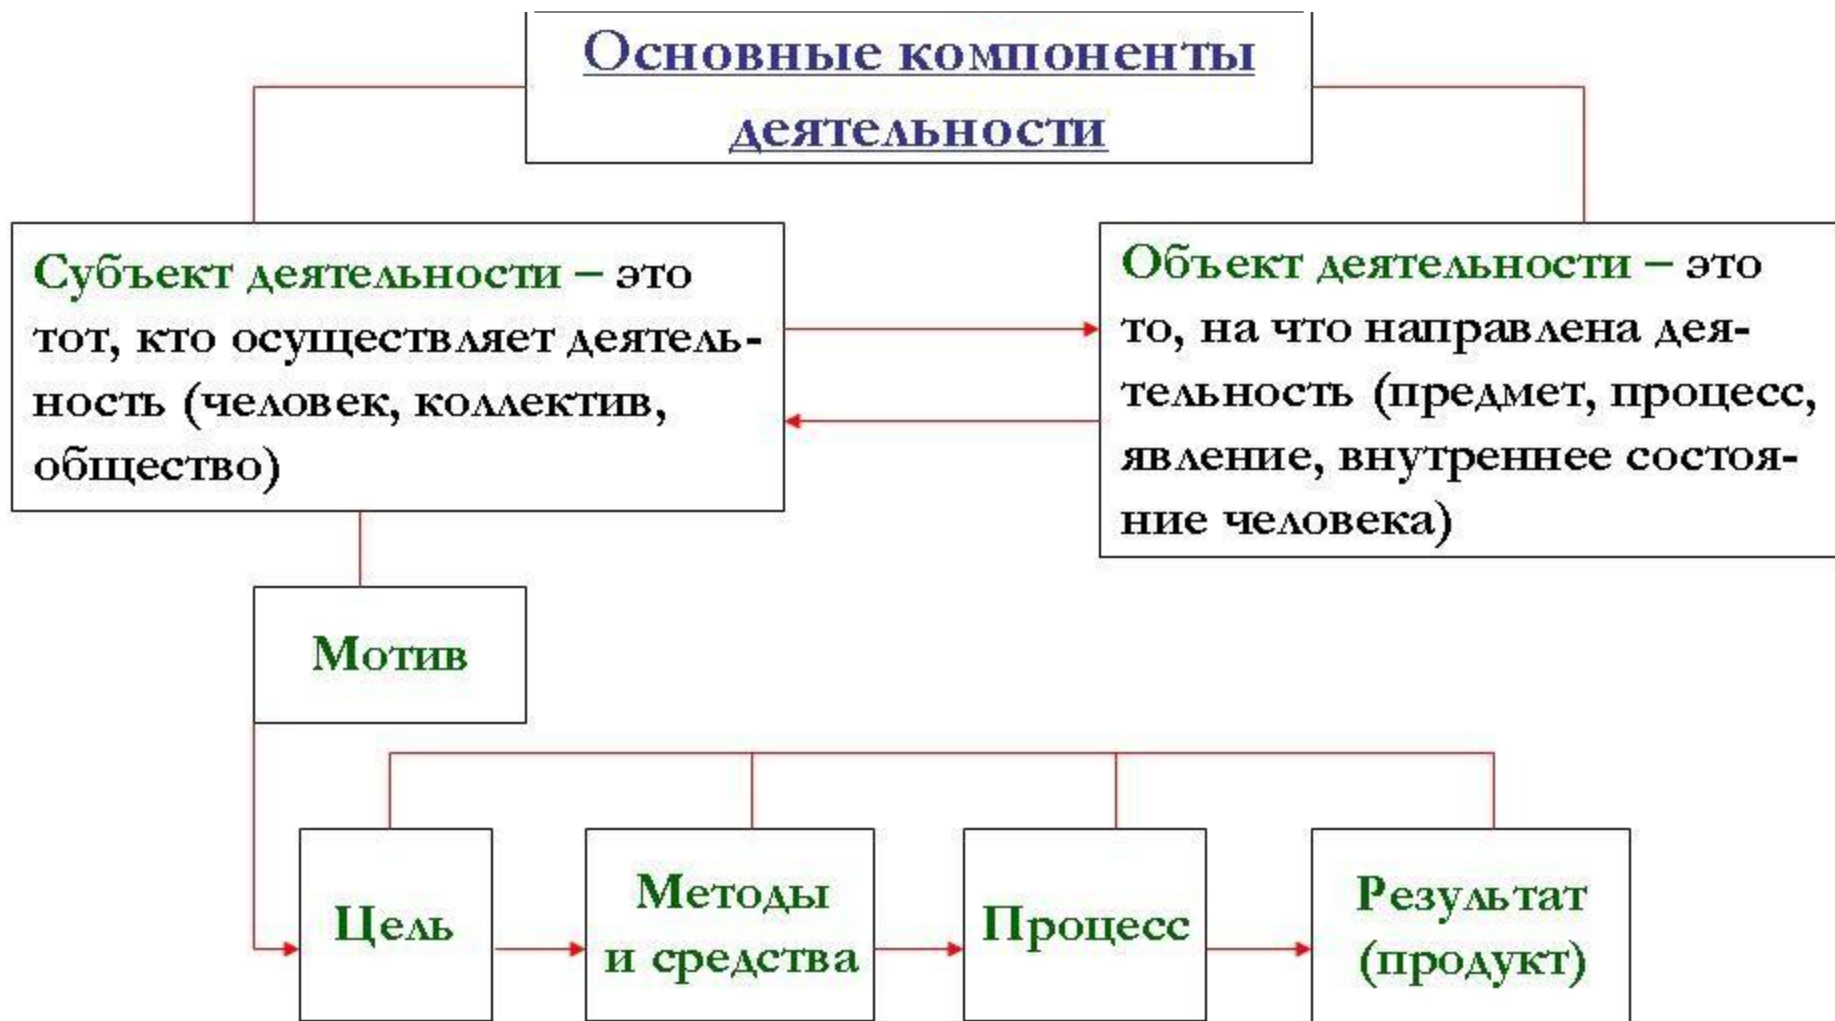 Основные компоненты
деятельности
Субъект деятельности – это
тот, кто осуществляет деятель-
ность (человек, коллектив,
общество)
Объект деятельности – это
то, на что направлена дея-
тельность (предмет, процесс,
явление, внутреннее состоя-
ние человека)
Мотив
Цель
Методы
и средства
Процесс
Результат
(продукт)